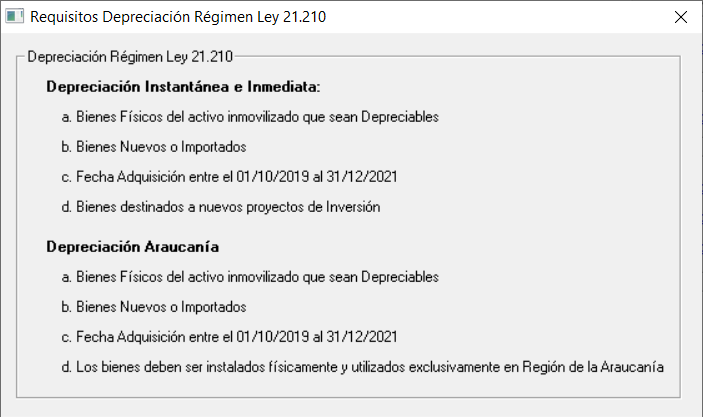 Requisitos Depreciación Régimen Ley 21.210
Depreciación Régimen Ley 21.210
Depreciación Instantánea e Inmediata:
a. Bienes Físicos del activo inmovilizado que sean Depreciables
b. Bienes Nuevos o Importados
c. Fecha Adquisición entre el 01/10/2019 al 31/12/2021
d. Bienes destinados a nuevos proyectos de Inversión
Depreciación Araucanía
a. Bienes Físicos del activo inmovilizado que sean Depreciables
b. Bienes Nuevos o Importados
c. Fecha Adquisición entre el 01/10/2019 al 31/12/2021
d. Los bienes deben ser instalados físicamente y utilizados exclusivamente en Región de la Araucanía